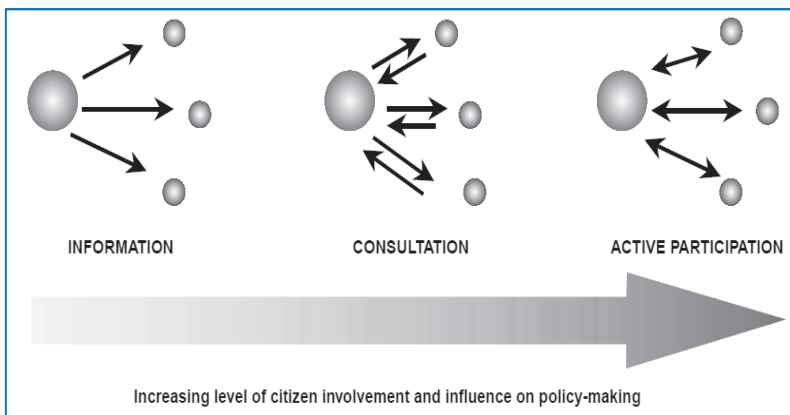 INFORMATION CONSULTATION ACTIVE PARTICIPATION
Increasing level of citizen involvement and influence on policy-making